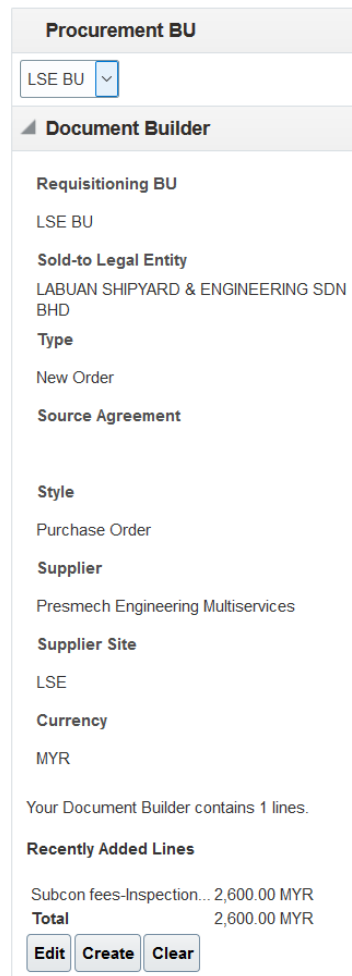 Procurement BU
LSE BU
Document Builder
Requisitioning BU
LSE BU
Sold-to Legal Entity
LABUAN SHIPYARD & ENGINEERING SDN
BHD
Type
New Order
Source Agreement
Style
Purchase Order
Supplier
Presmech Engineering Multiservices
Supplier Site
LSE
Currency
MYR
Your Document Builder contains 1 lines.
Recently Added Lines
Subcon fees-Inspection... 2,600.00 MYR
Total 2,600.00 MYR
Edit Create Clear